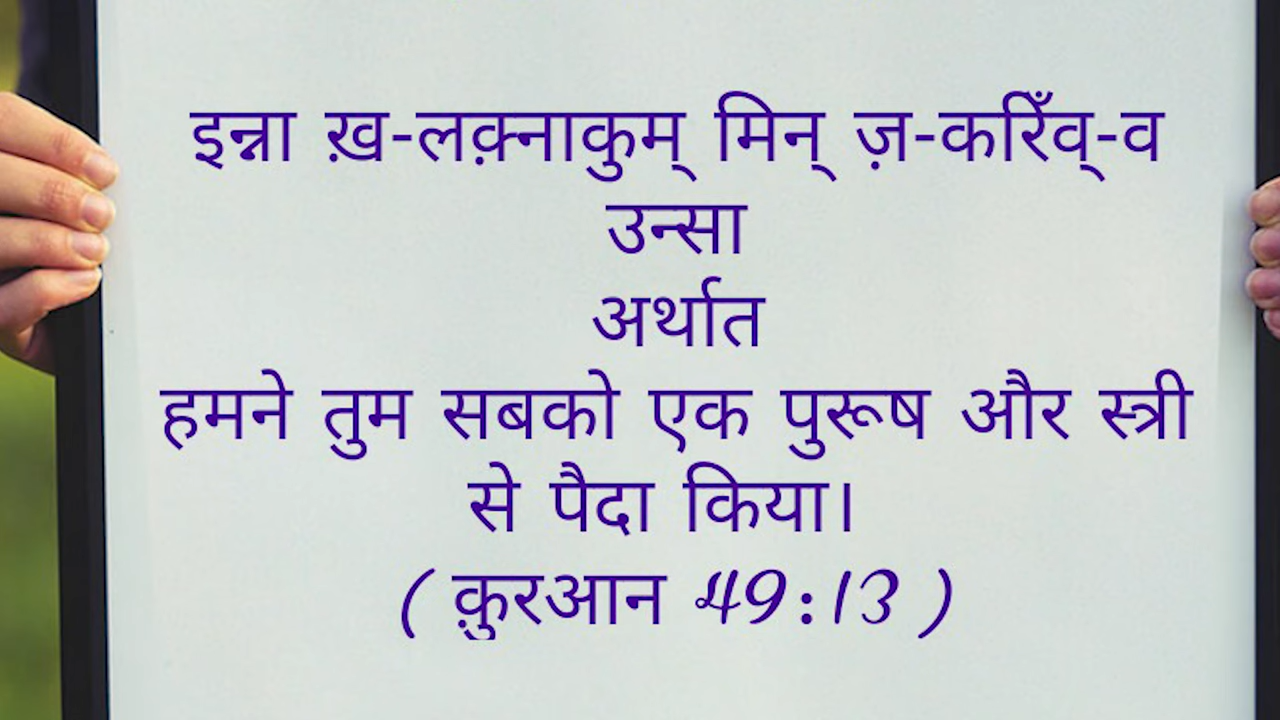 इन्ना ख़-लक़्नाकुम् मिन् ज़-करिँव्-व
उन्सा
अर्थात
हमने तुम सबको एक पुरूष और स्त्री
से पैदा किया।
( क़ुरआन 49:13 )